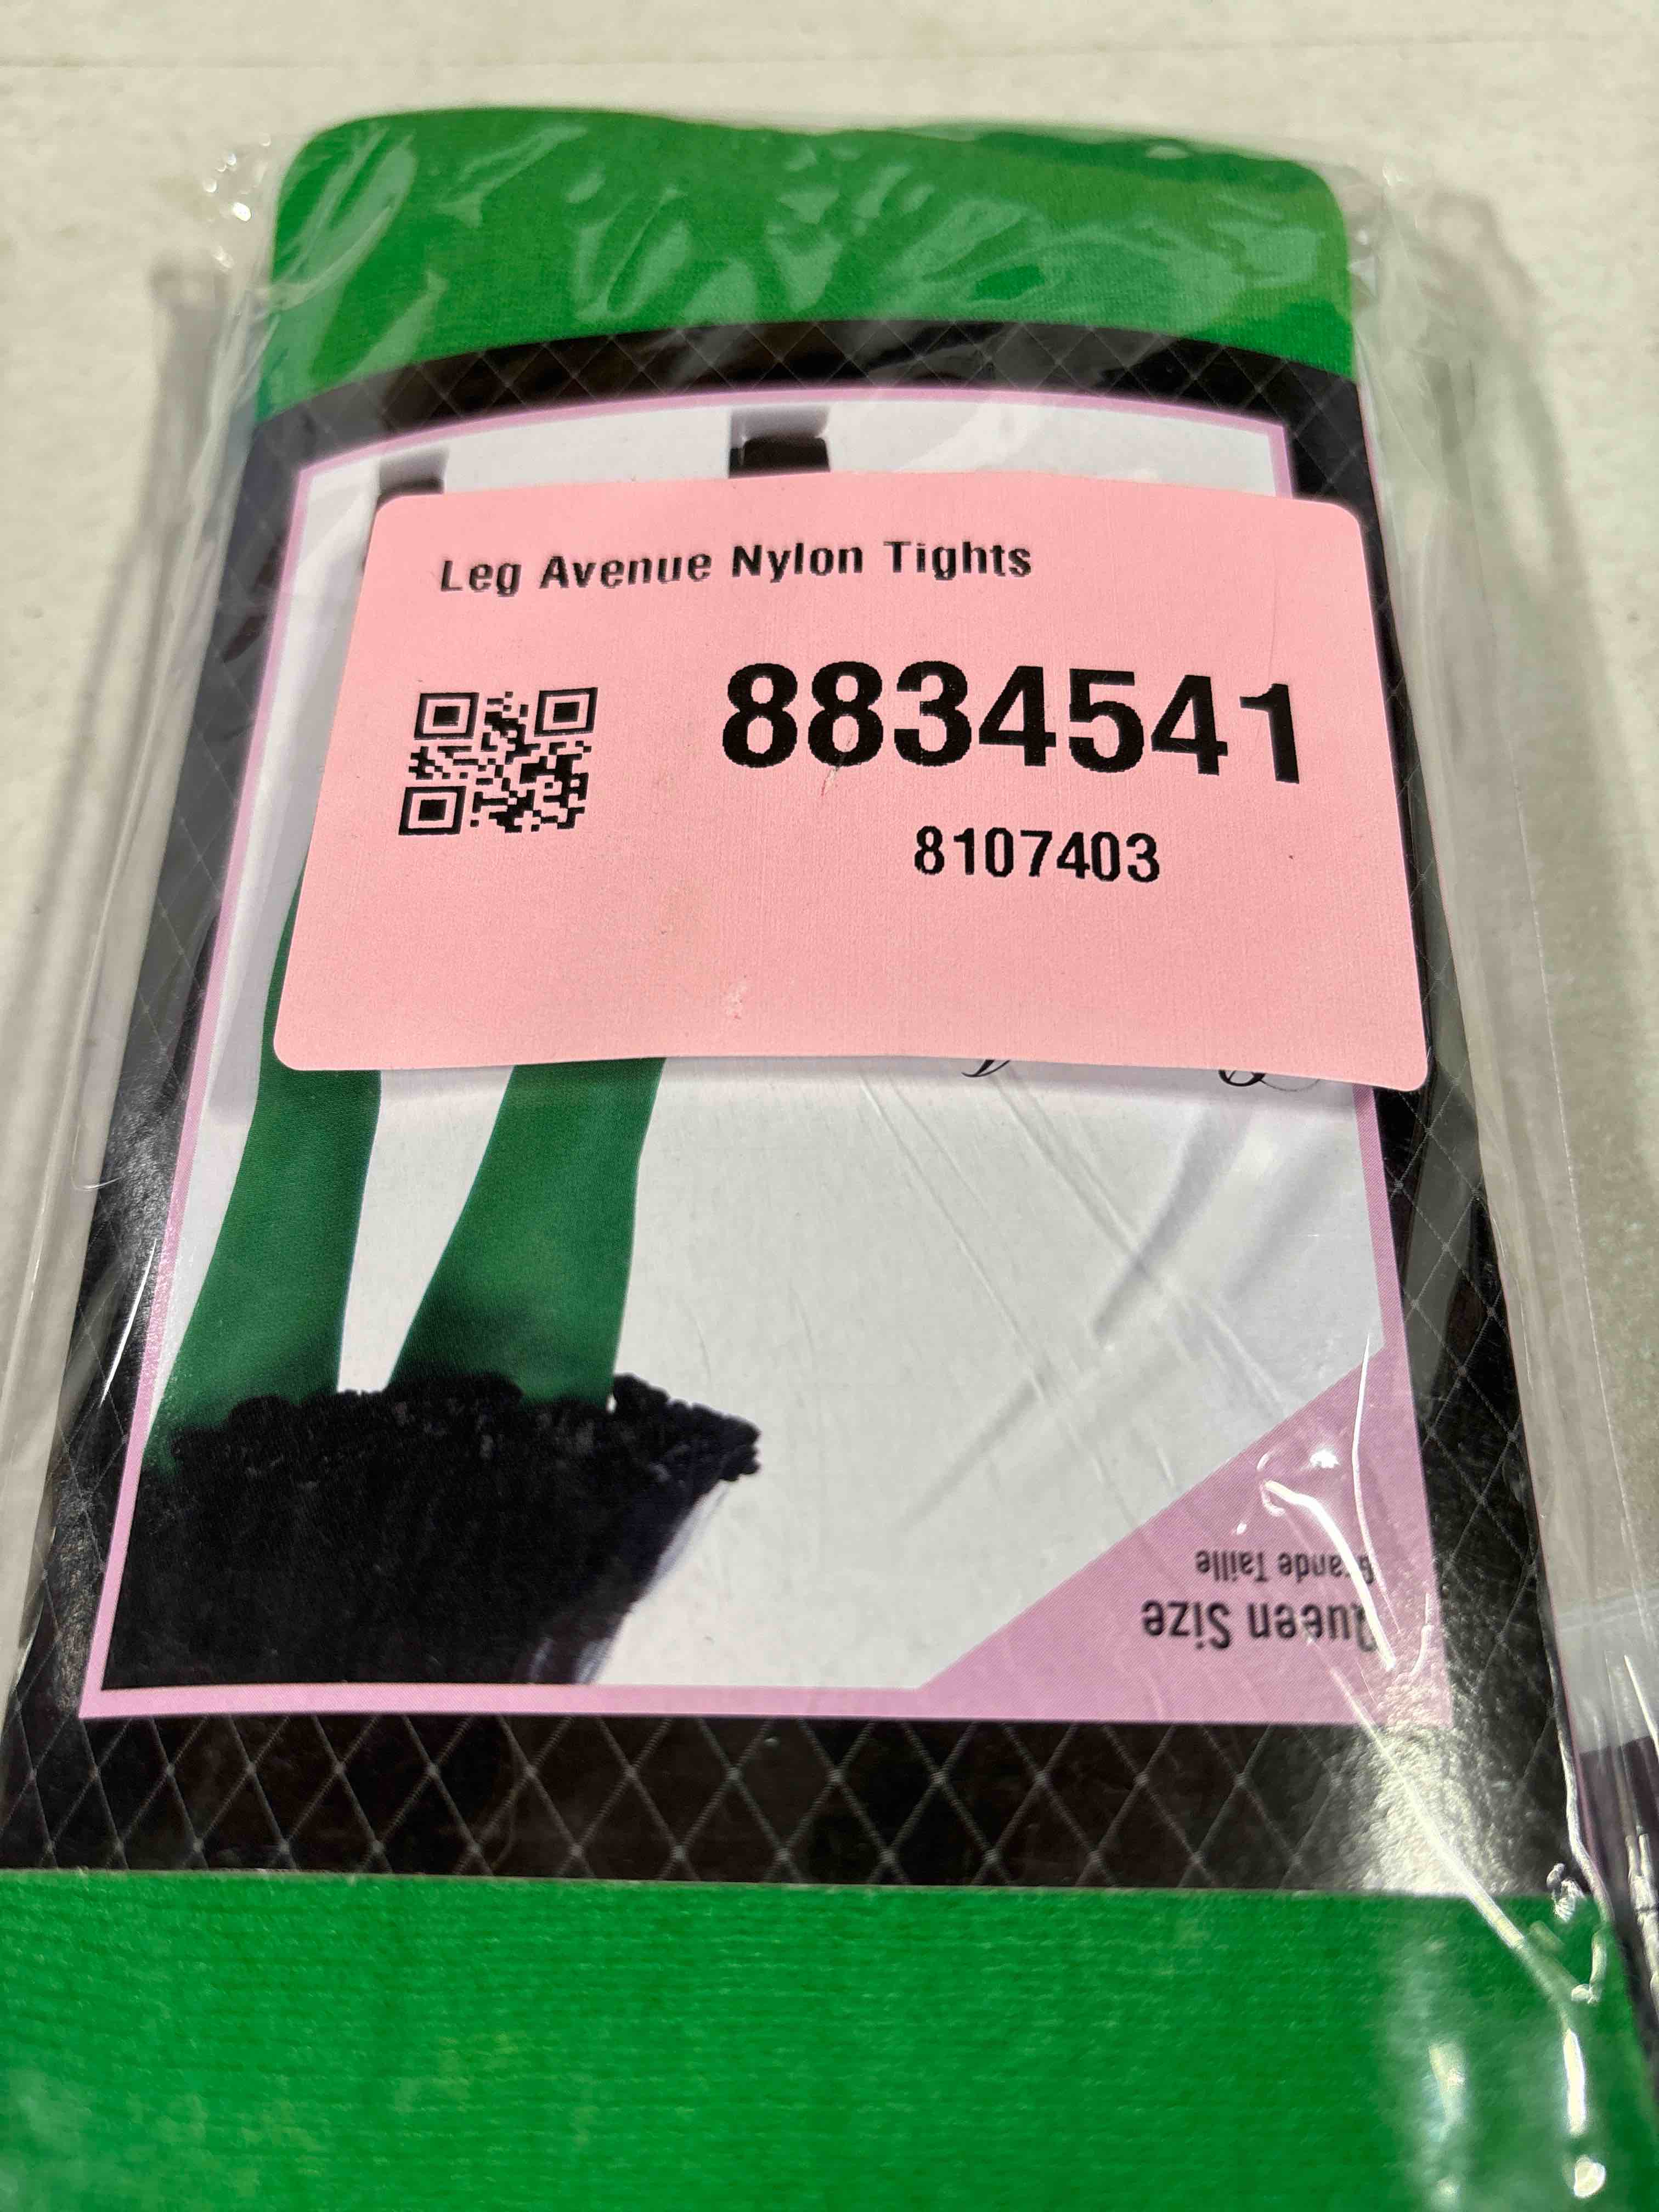 Leg Avenue Nylon Tights
8834541
8107403
Queen Size
Grande Taille